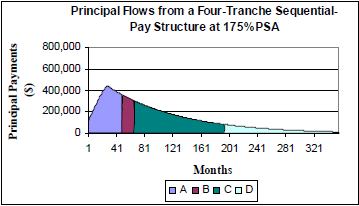 Principal Flows from a Four-Tranche Sequential-
Pay Structure at 175%PSA
Principal Payments
($)
800,000
600,000
400,000
200,000
0
1 41 81 121 161 201 241 281 321
Months
A B C D